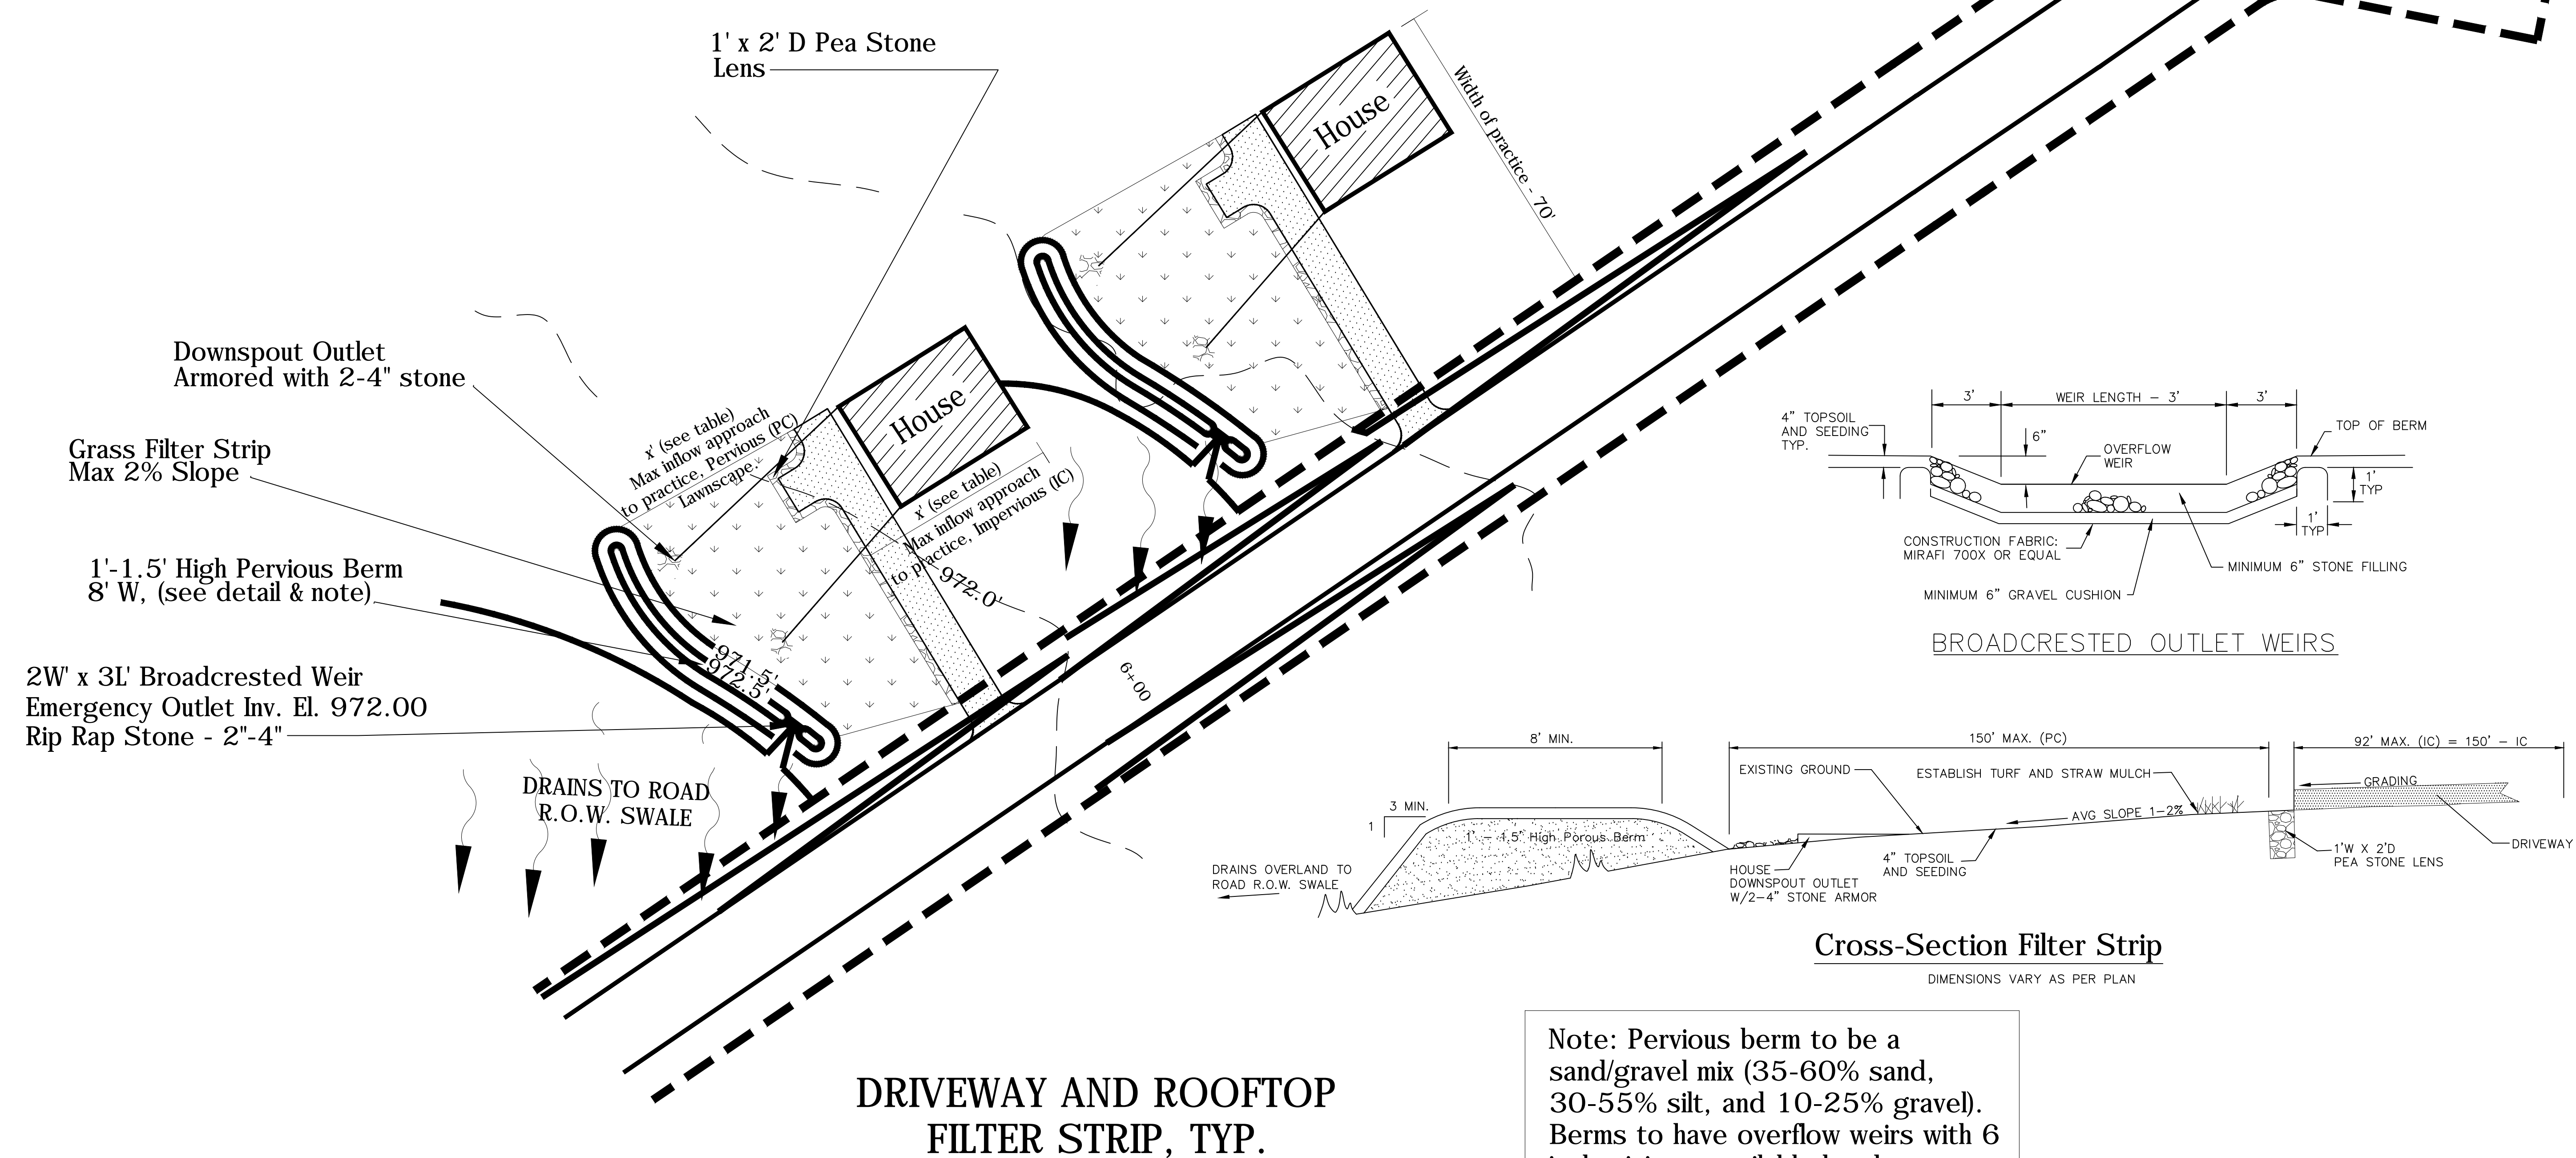 1' x 2' D Pea Stone
Lens
House
Width of practice - 70'
Downspout Outlet
Armored with 2-4" stone
Grass Filter Strip
Max 2% Slope
1'-1.5' High Pervious Berm
8' W, (see detail & note)
2W' x 3L' Broadcrested Weir
Emergency Outlet Inv. El. 972.00
Rip Rap Stone - 2"-4"
x' (see table)
Max inflow approach
to practice, Pervious (PC)
Lawnscape.
House
x' (see table)
Max inflow approach
to practice, Impervious (IC)
972.0'
971.5'
972.5'
6+00
DRAINS TO ROAD
R.O.W. SWALE
DRIVEWAY AND ROOFTOP
FILTER STRIP, TYP.
3'
WEIR LENGTH - 3'
3'
4" TOPSOIL
AND SEEDING
TYP.
6"
OVERFLOW
WEIR
TOP OF BERM
1'
TYP
1'
TYP
CONSTRUCTION FABRIC:
MIRAFI 700X OR EQUAL
MINIMUM 6" STONE FILLING
MINIMUM 6" GRAVEL CUSHION
BROADCRESTED OUTLET WEIRS
8' MIN.
150' MAX. (PC)
92' MAX. (IC) = 150' - IC
EXISTING GROUND
ESTABLISH TURF AND STRAW MULCH
GRADING
3 MIN.
1
AVG SLOPE 1-2%
1' - 1.5' High Porous Berm
DRAINS OVERLAND TO
ROAD R.O.W. SWALE
HOUSE
DOWNSPOUT OUTLET
W/2-4" STONE ARMOR
4" TOPSOIL
AND SEEDING
1'W X 2'D
PEA STONE LENS
DRIVEWAY
Cross-Section Filter Strip
DIMENSIONS VARY AS PER PLAN
Note: Pervious berm to be a
sand/gravel mix (35-60% sand,
30-55% silt, and 10-25% gravel).
Berms to have overflow weirs with 6